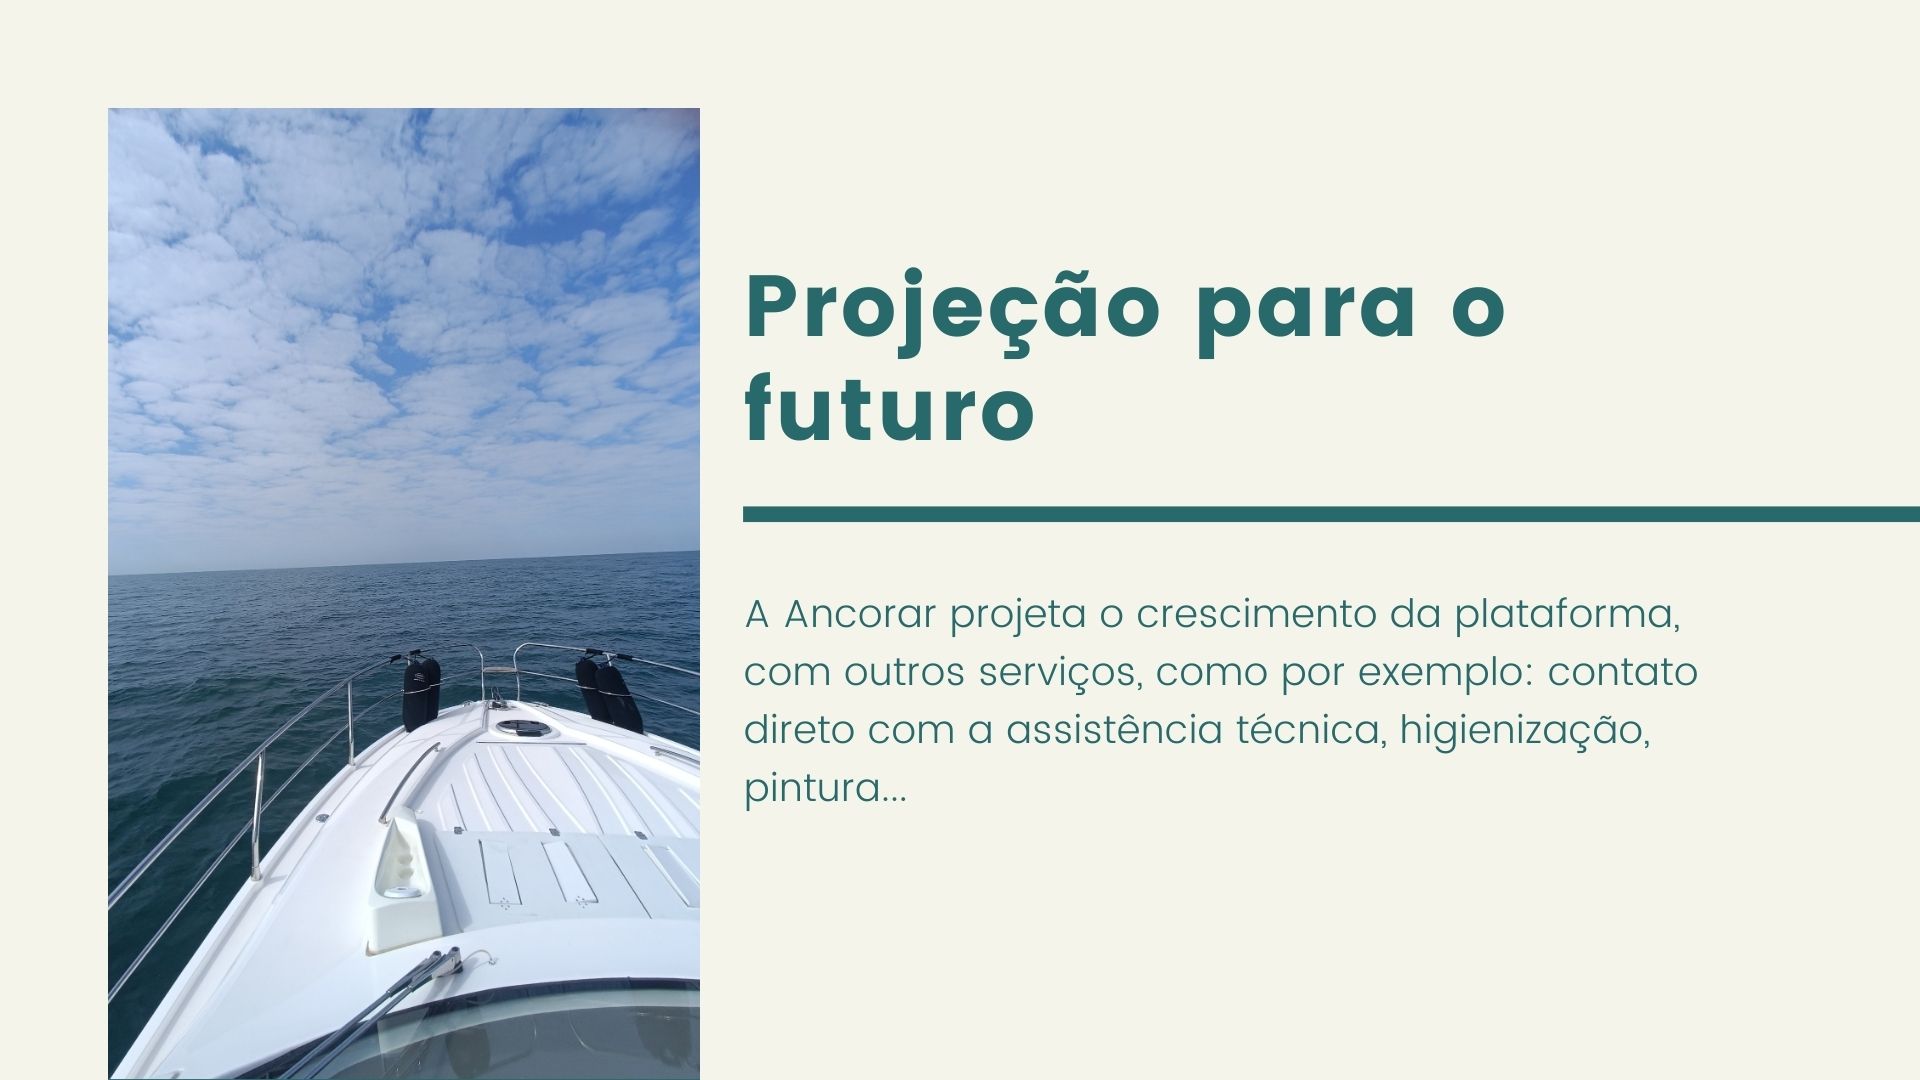 Projeção para o
futuro
A Ancorar projeta o crescimento da plataforma,
com outros serviços, como por exemplo: contato
direto com a assistência técnica, higienização,
pintura...